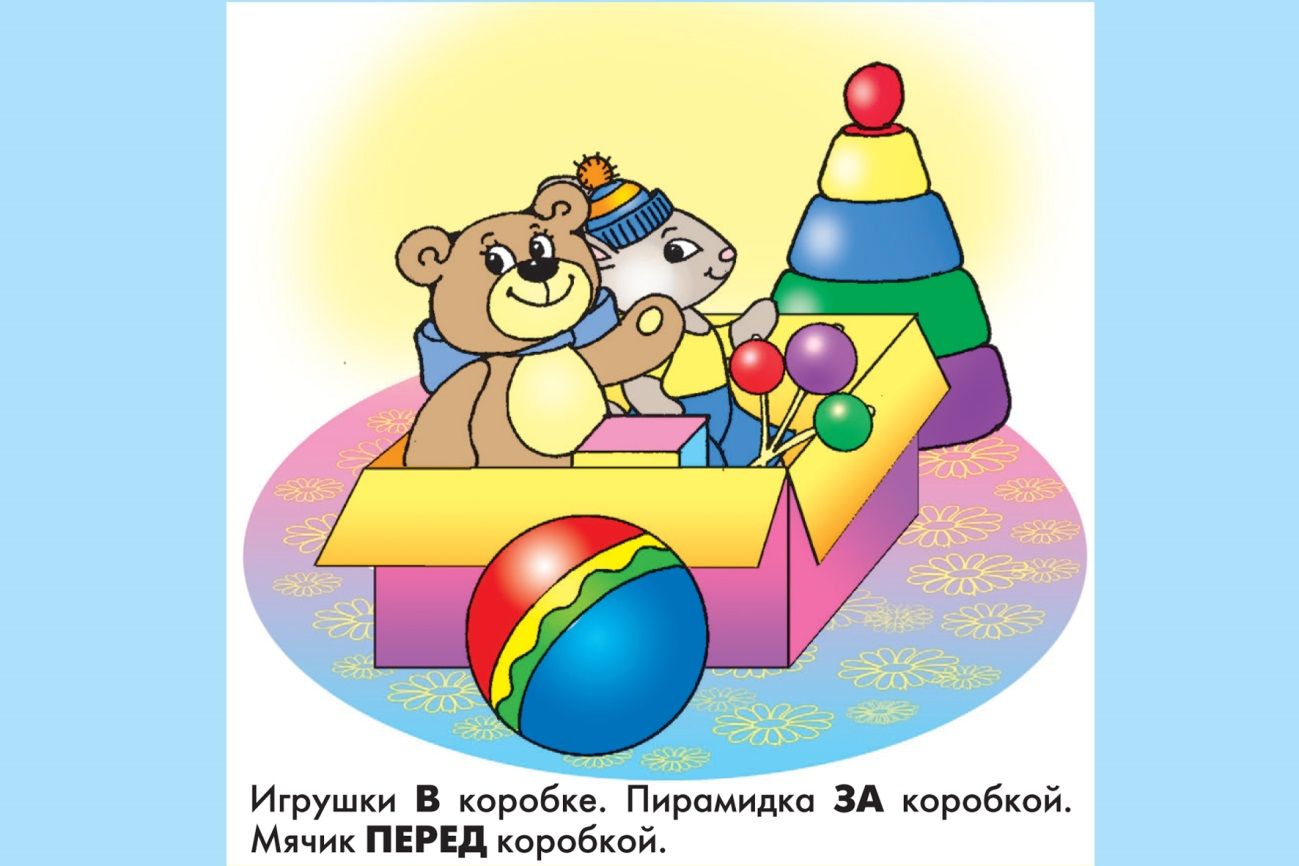 Игрушки В коробке. Пирамидка ЗА коробкой.
Мячик ПЕРЕД коробкой.